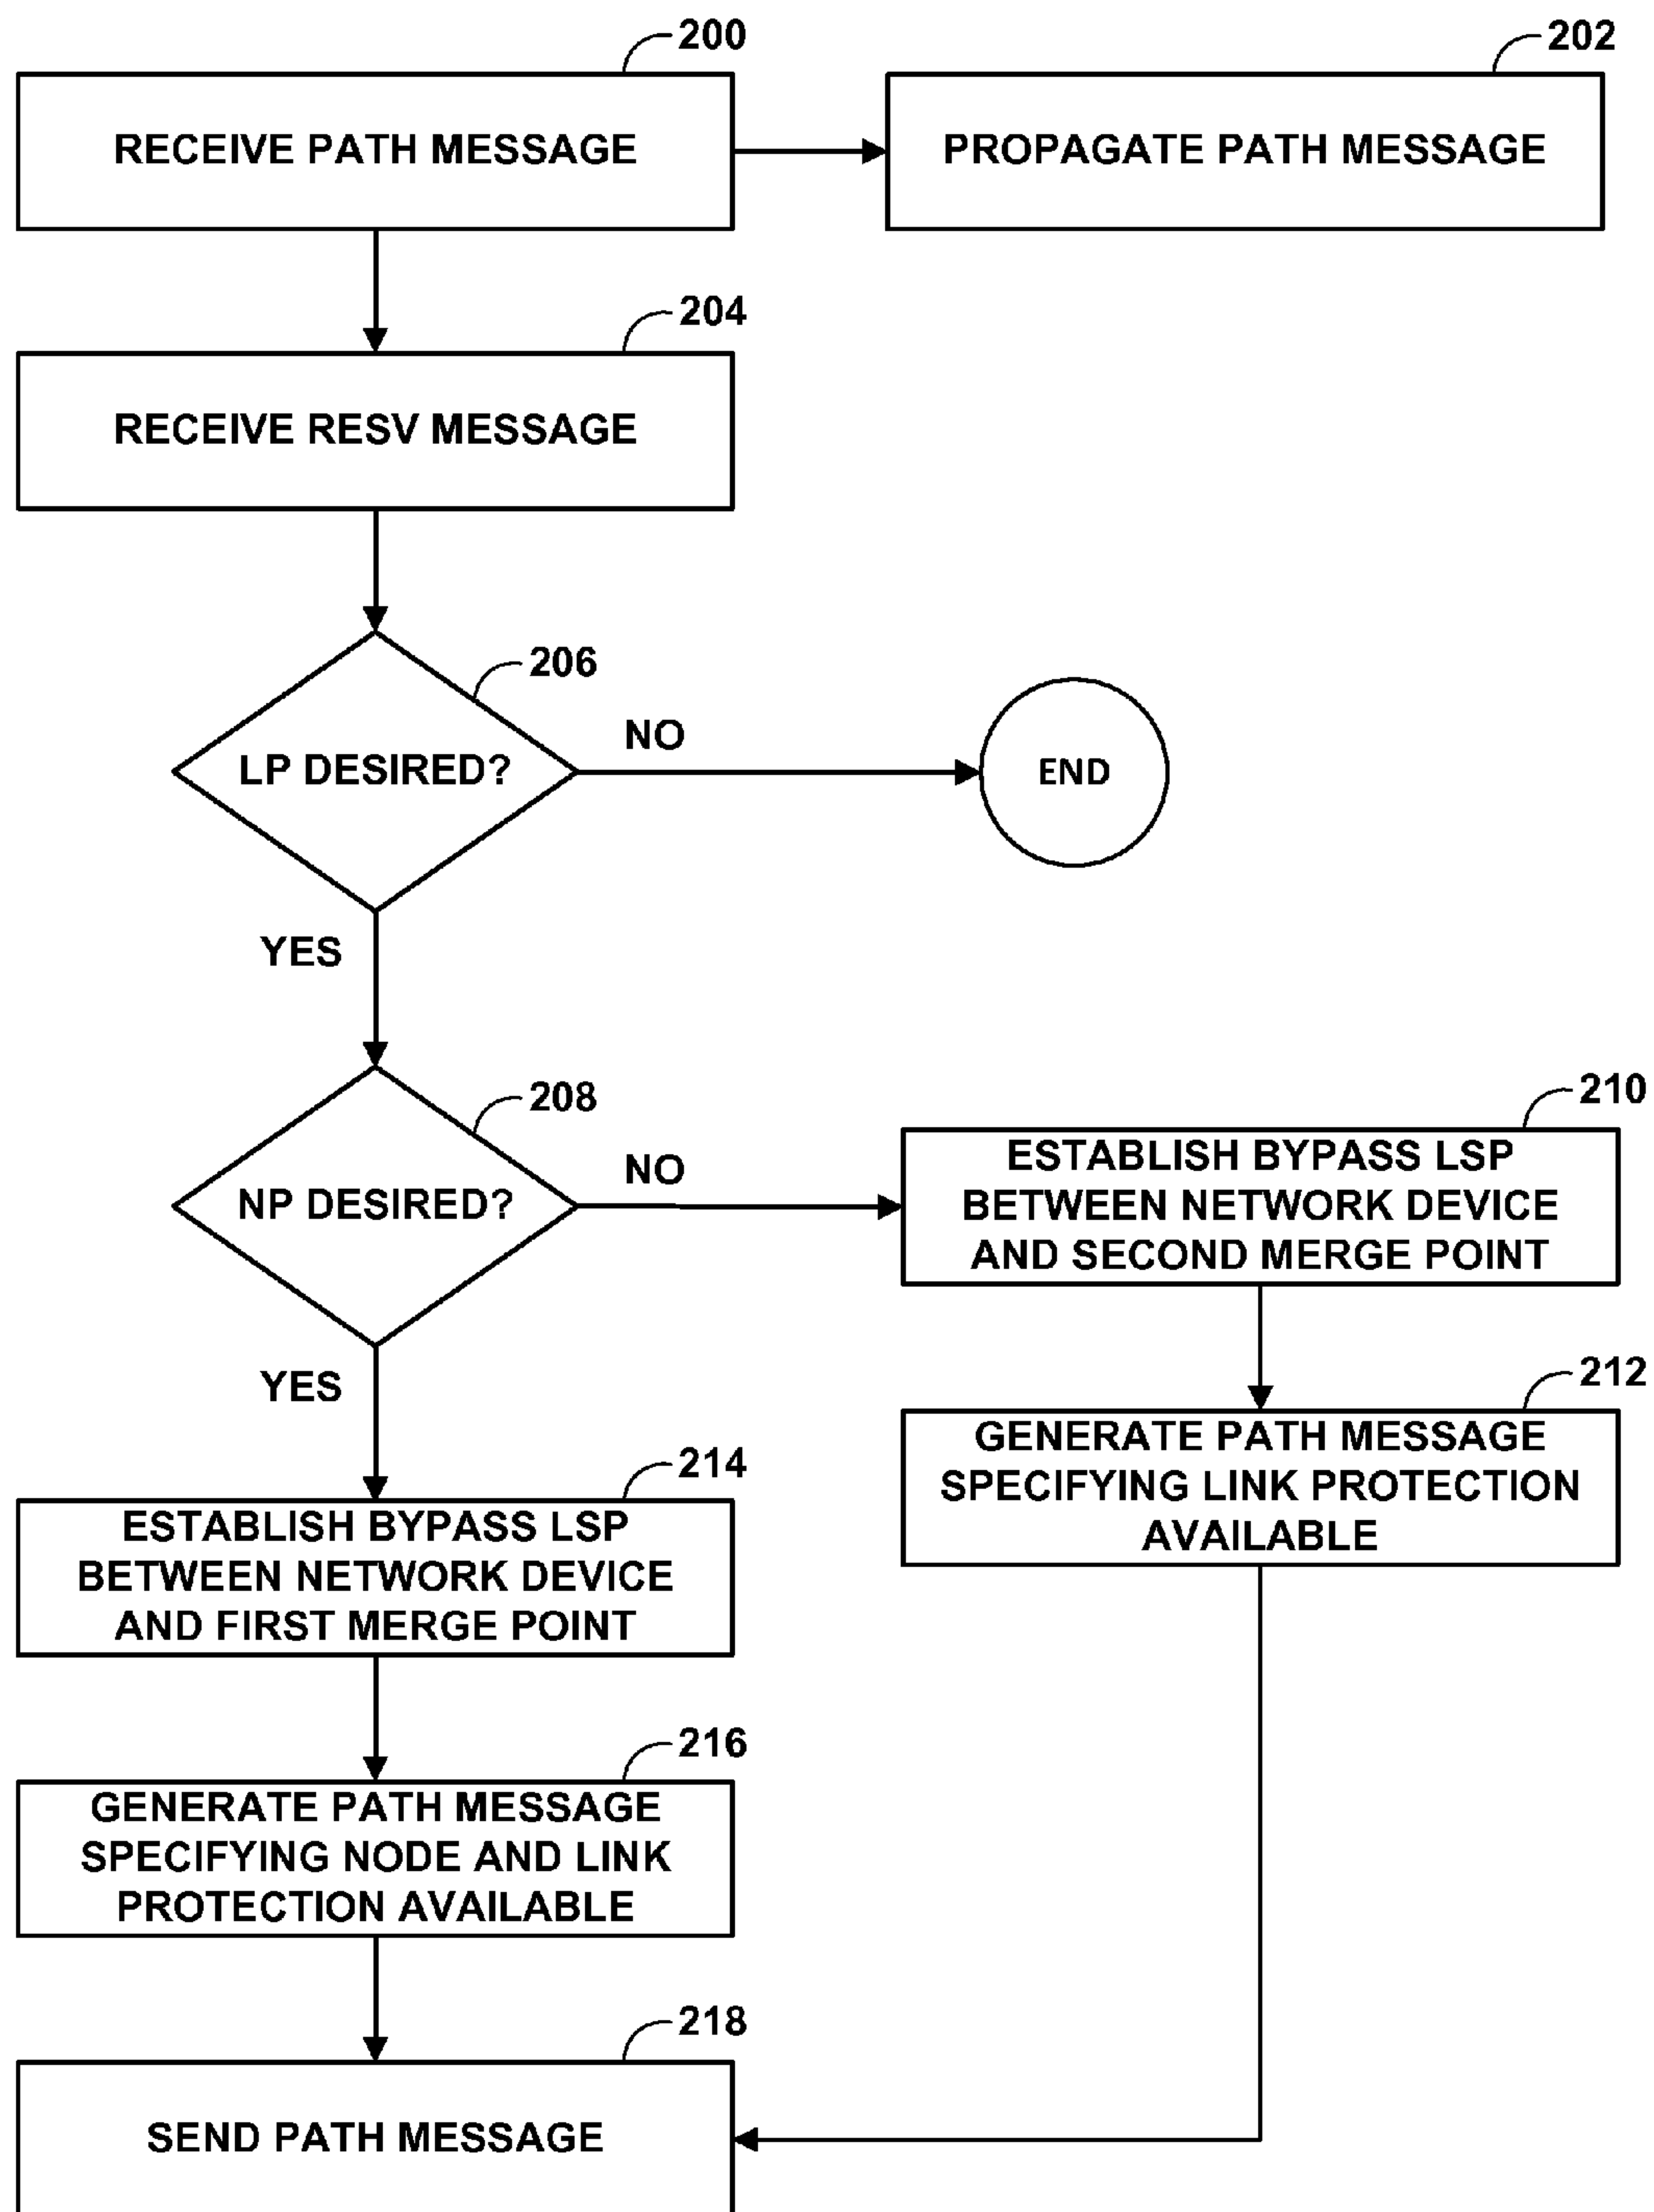 200
RECEIVE PATH MESSAGE
202
PROPAGATE PATH MESSAGE
204
RECEIVE RESV MESSAGE
206
LP DESIRED?
NO
END
YES
208
NP DESIRED?
NO
210
ESTABLISH BYPASS LSP
BETWEEN NETWORK DEVICE
AND SECOND MERGE POINT
212
GENERATE PATH MESSAGE
SPECIFYING LINK PROTECTION
AVAILABLE
YES
214
ESTABLISH BYPASS LSP
BETWEEN NETWORK DEVICE
AND FIRST MERGE POINT
216
GENERATE PATH MESSAGE
SPECIFYING NODE AND LINK
PROTECTION AVAILABLE
218
SEND PATH MESSAGE